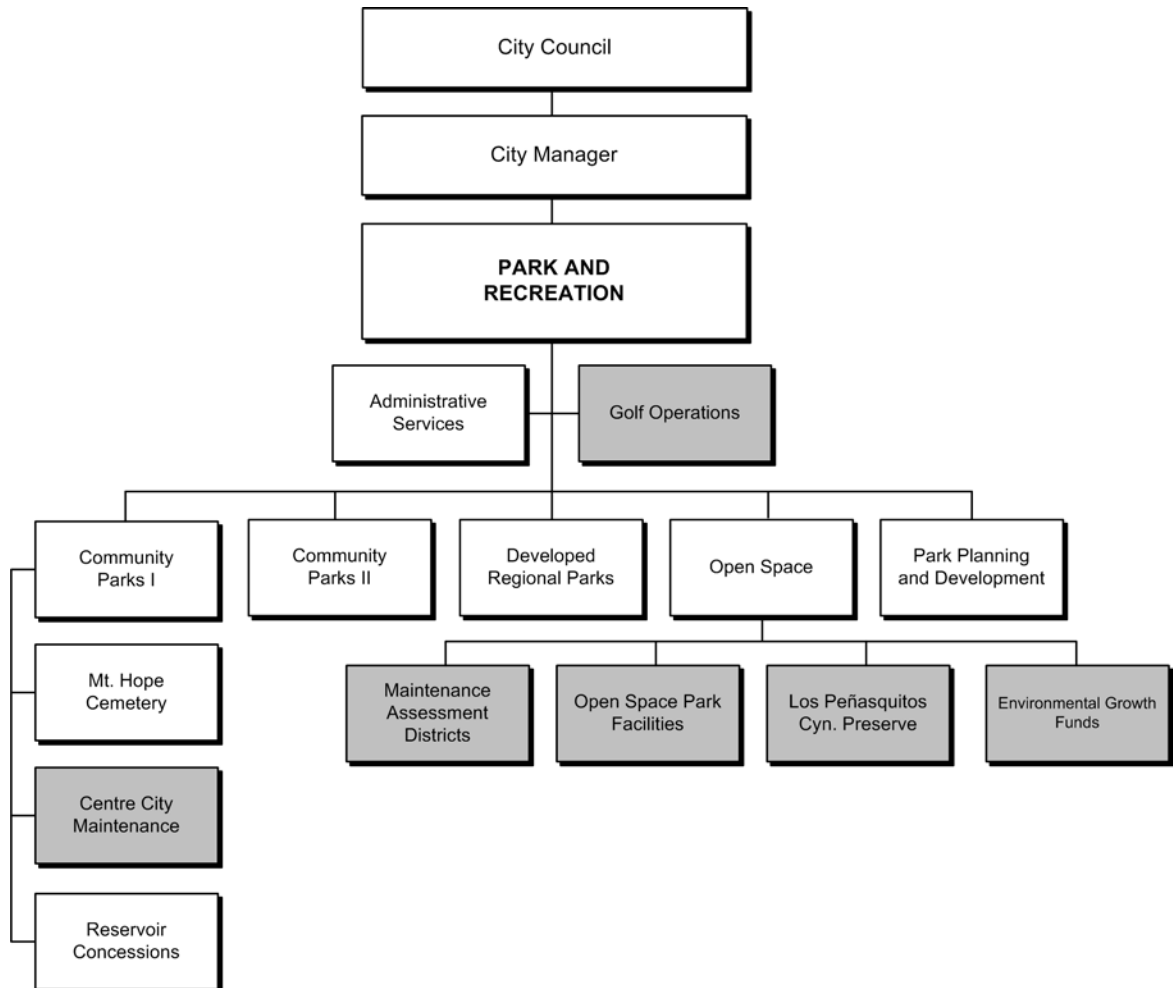 City Council
City Manager
PARK AND
RECREATION
Administrative
Services
Golf Operations
Community
Parks I
Community
Parks II
Developed
Regional Parks
Open Space
Park Planning
and Development
Mt. Hope
Cemetery
Maintenance
Assessment
Districts
Open Space Park
Facilities
Los Peñasquitos
Cyn. Preserve
Environmental Growth
Funds
Centre City
Maintenance
Reservoir
Concessions